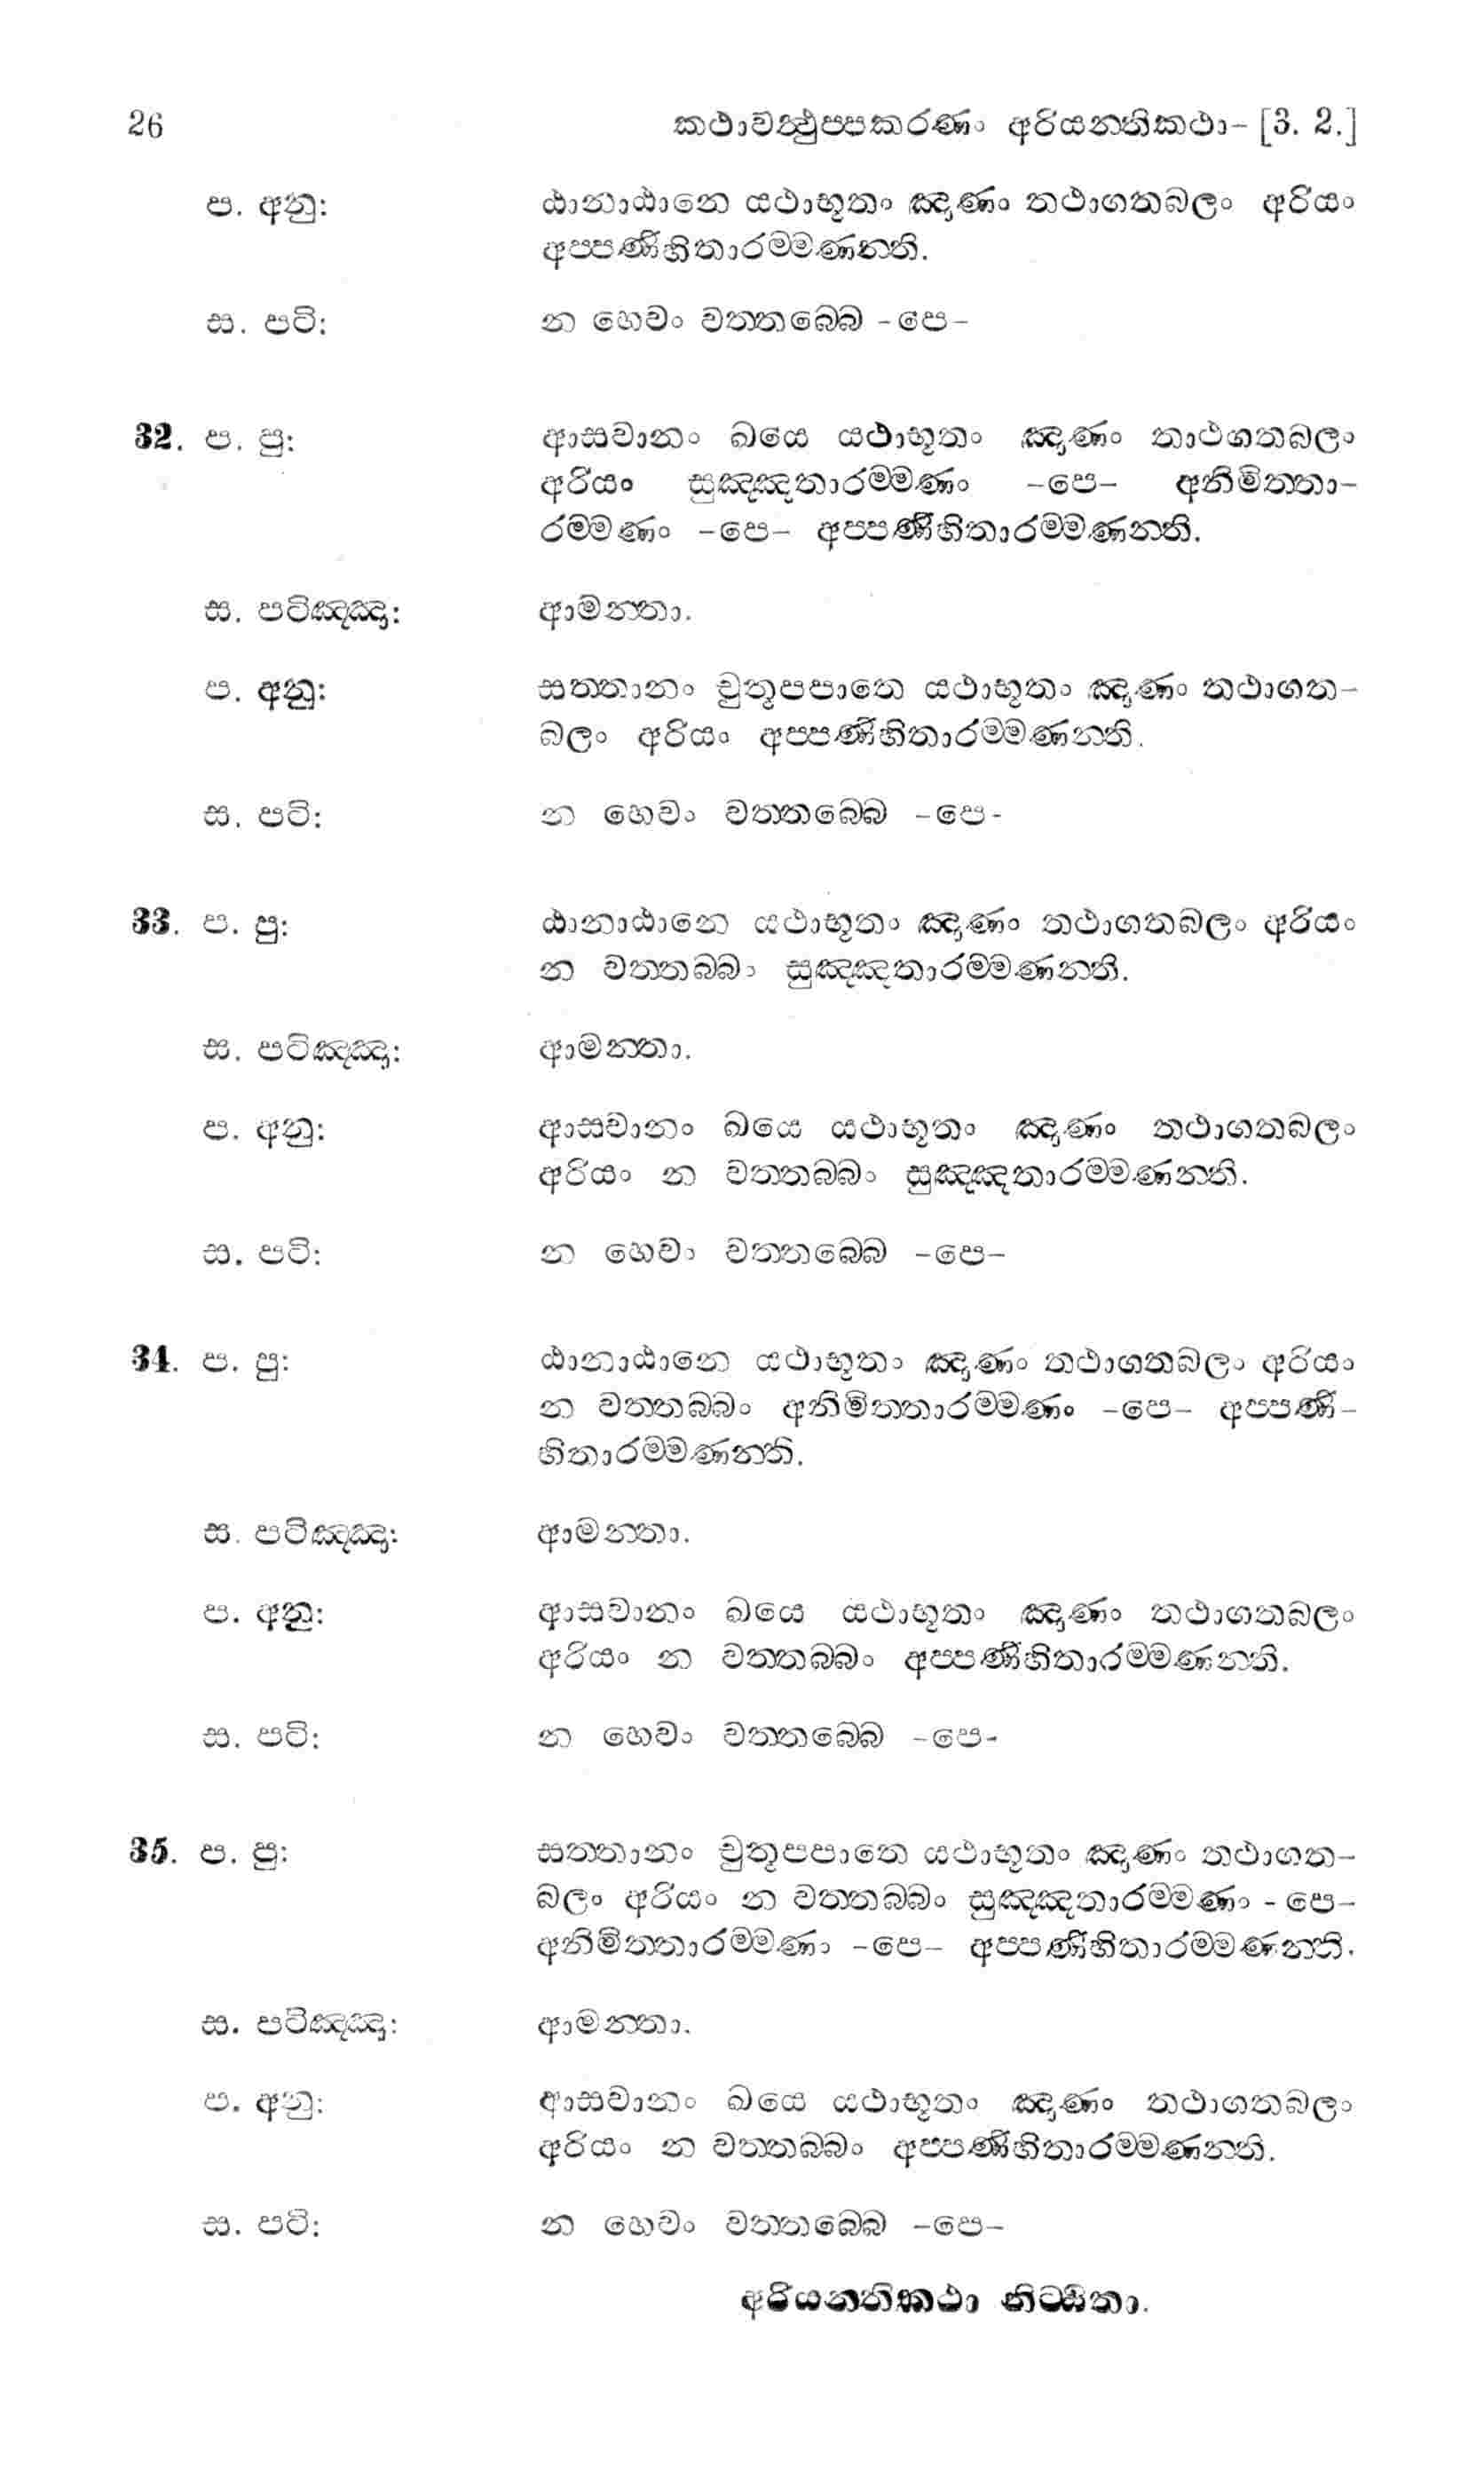 26 කථාවත්‍ථුප්‍පකරණං අරියන්‍තිකථා- [3. 2.]
ප. අනු: ඨානාඨානෙ යථාභූතං ඤාණං තථාගතබලං අරියං
අප්‍පණිහිතාරම්‍මණන්‍ති.
ස. පටි: න හෙවං වත්‍තබ්‍බෙ -පෙ-
32. ප. පු: ආසවානං ඛයෙ යථාභූතං ඤාණං තාථගතබලං
අරියං සුඤ්‍ඤතාරම්‍මණං -පෙ- අනිමිත්‍තා-
රම්‍මණං -පෙ- අප්‍පණිහිතාරම්‍මණන්‍ති.
ස. පටිඤ්‍ඤා: ආමන්‍තා.
ප. අනු: සත්‍තානං චුතූපපාතෙ යථාභූතං ඤාණං තථාගත-
බලං අරියං අප්‍පණිහිතාරම්‍මණන්‍ති.
ස. පටි: න හෙවං වත්‍තබ්‍බෙ -පෙ-
33. ප. පු: ඨානාඨානෙ යථාභූතං ඤාණං තථාගතබලං අරියං
න වත්‍තබ්‍බං සුඤ්‍ඤතාරම්‍මණන්‍ති.
ස. පටිඤ්‍ඤා: ආමන්‍තා.
ප. අනු: ආසවානං ඛයෙ යථාභූතං ඤාණං තථාගතබලං
අරියං න වත්‍තබ්‍බං සුඤ්‍ඤතාරම්‍මණන්‍ති.
ස. පටි: න හෙවං වත්‍තබ්‍බෙ -පෙ-
34. ප. පු: ඨානාඨානෙ යථාභූතං ඤාණං තථාගතබලං අරියං
න වත්‍තබ්‍බං අනිමිත්‍තාරම්‍මණං -පෙ- අප්‍පණි-
හිතාරම්‍මණන්‍ති.
ස. පටිඤ්‍ඤා: ආමන්‍තා.
ප. අනු: ආසවානං ඛයෙ යථාභූතං ඤාණං තථාගතබලං
අරියං න වත්‍තබ්‍බං අප්‍පණිහිතාරම්‍මණන්‍ති.
ස. පටි: න හෙවං වත්‍තබ්‍බෙ -පෙ-
35. ප. පු: සත්‍තානං චුතූපපාතෙ යථාභූතං ඤාණං තථාගත-
බලං අරියං න වත්‍තබ්‍බං සුඤ්‍ඤතාරම්‍මණං - පෙ-
අනිමිත්‍තාරම්‍මණං -පෙ- අප්‍පණිහිතාරම්‍මණන්‍ති.
ස. පටිඤ්‍ඤා: ආමන්‍තා.
ප. අනු: ආසවානං ඛයෙ යථාභූතං ඤාණං තථාගතබලං
අරියං න වත්‍තබ්‍බං අප්‍පණිහිතාරම්‍මණන්‍ති.
ස. පටි: න හෙවං වත්‍තබ්‍බෙ -පෙ-
අරියන්‍තිකථා නිට්‍ඨිතා.